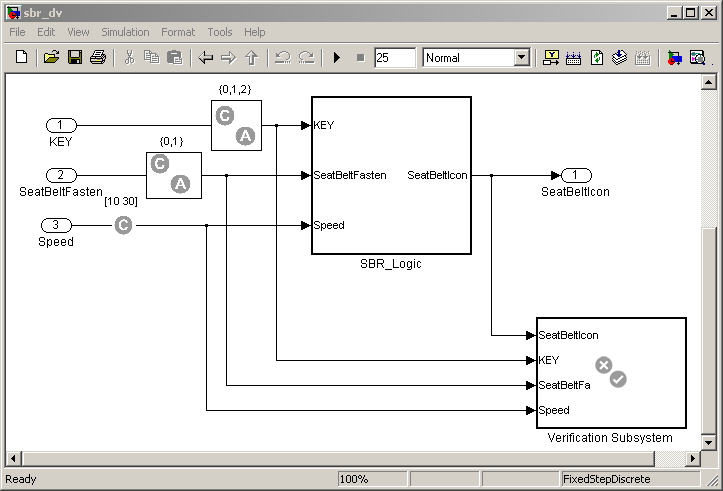 sbr_dv
File Edit View Simulation Format Tools Help
25 Normal
{0,1,2}
C
A
1
KEY
KEY
{0,1}
C
A
2
SeatBeltFasten
SeatBeltFasten SeatBeltIcon
1
SeatBeltIcon
[10 30]
3
C
Speed
Speed
SBR_Logic
SeatBeltIcon
KEY
SeatBeltFa
Speed
Verification Subsystem
Ready 100% FixedStepDiscrete